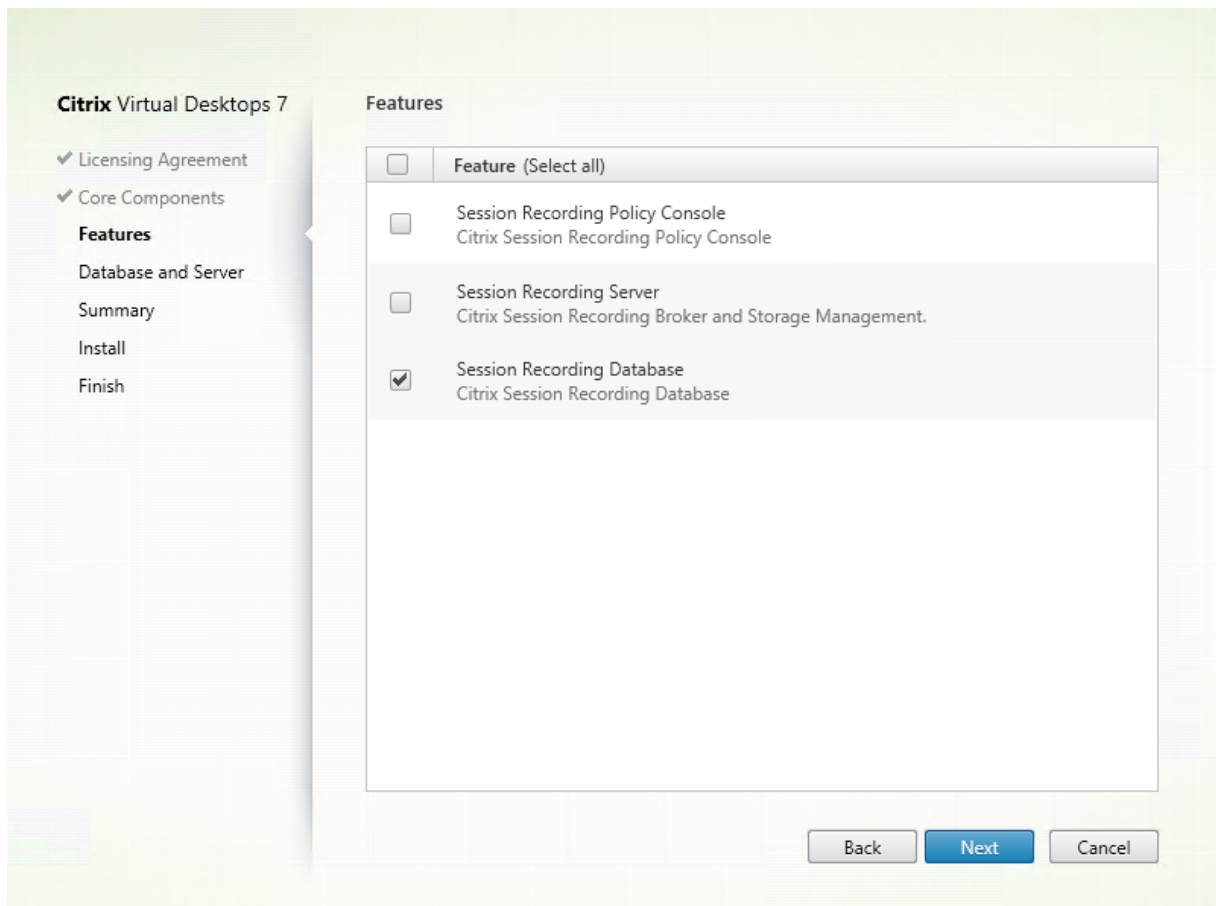 Citrix Virtual Desktops 7
Licensing Agreement
Core Components
Features
Database and Server
Summary
Install
Finish
Features
Feature (Select all)
Session Recording Policy Console
Citrix Session Recording Policy Console
Session Recording Server
Citrix Session Recording Broker and Storage Management.
Session Recording Database
Citrix Session Recording Database
Back
Next
Cancel